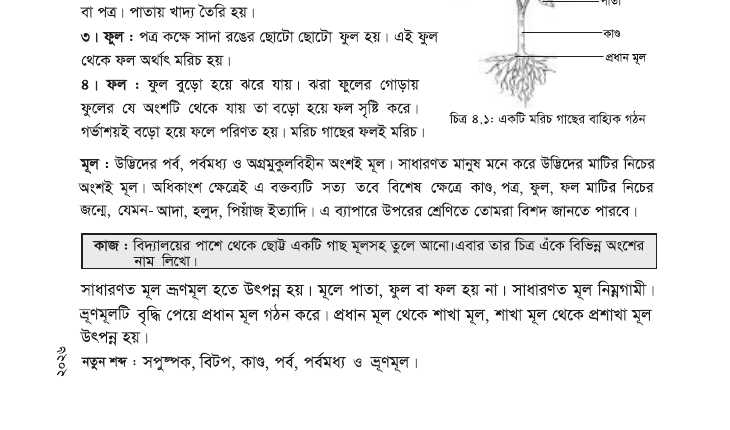 বা পত্র। পাতায় খাদ্য তৈরি হয়।
৩। ফুল : পত্র কক্ষে সাদা রঙের ছোটো ছোটো ফুল হয়। এই ফুল
থেকে ফল অর্থাৎ মরিচ হয়।
৪। ফল : ফুল বুড়ো হয়ে ঝরে যায়। ঝরা ফুলের গোড়ায়
ফুলের যে অংশটি থেকে যায় তা বড়ো হয়ে ফল সৃষ্টি করে।
গর্ভাশয়ই বড়ো হয়ে ফলে পরিণত হয়। মরিচ গাছের ফলই মরিচ।
পাতা
কাণ্ড
প্রধান মূল
চিত্র ৪.১: একটি মরিচ গাছের বাহ্যিক গঠন
মূল : উদ্ভিদের পর্ব, পর্বমধ্য ও অগ্রমুকুলবিহীন অংশই মূল। সাধারণত মানুষ মনে করে উদ্ভিদের মাটির নিচের
অংশই মূল। অধিকাংশ ক্ষেত্রেই এ বক্তব্যটি সত্য তবে বিশেষ ক্ষেত্রে কাণ্ড, পত্র, ফুল, ফল মাটির নিচের
জন্মে, যেমন- আদা, হলুদ, পিয়াঁজ ইত্যাদি। এ ব্যাপারে উপরের শ্রেণিতে তোমরা বিশদ জানতে পারবে।
কাজ : বিদ্যালয়ের পাশে থেকে ছোট্ট একটি গাছ মূলসহ তুলে আনো।এবার তার চিত্র এঁকে বিভিন্ন অংশের
নাম লিখো।
সাধারণত মূল ভ্রূণমূল হতে উৎপন্ন হয়। মূলে পাতা, ফুল বা ফল হয় না। সাধারণত মূল নিম্নগামী।
ভ্রূণমূলটি বৃদ্ধি পেয়ে প্রধান মূল গঠন করে। প্রধান মূল থেকে শাখা মূল, শাখা মূল থেকে প্রশাখা মূল
উৎপন্ন হয়।
নতুন শব্দ : সপুষ্পক, বিটপ, কাণ্ড, পর্ব, পর্বমধ্য ও ভ্রূণমূল।
২০২৬